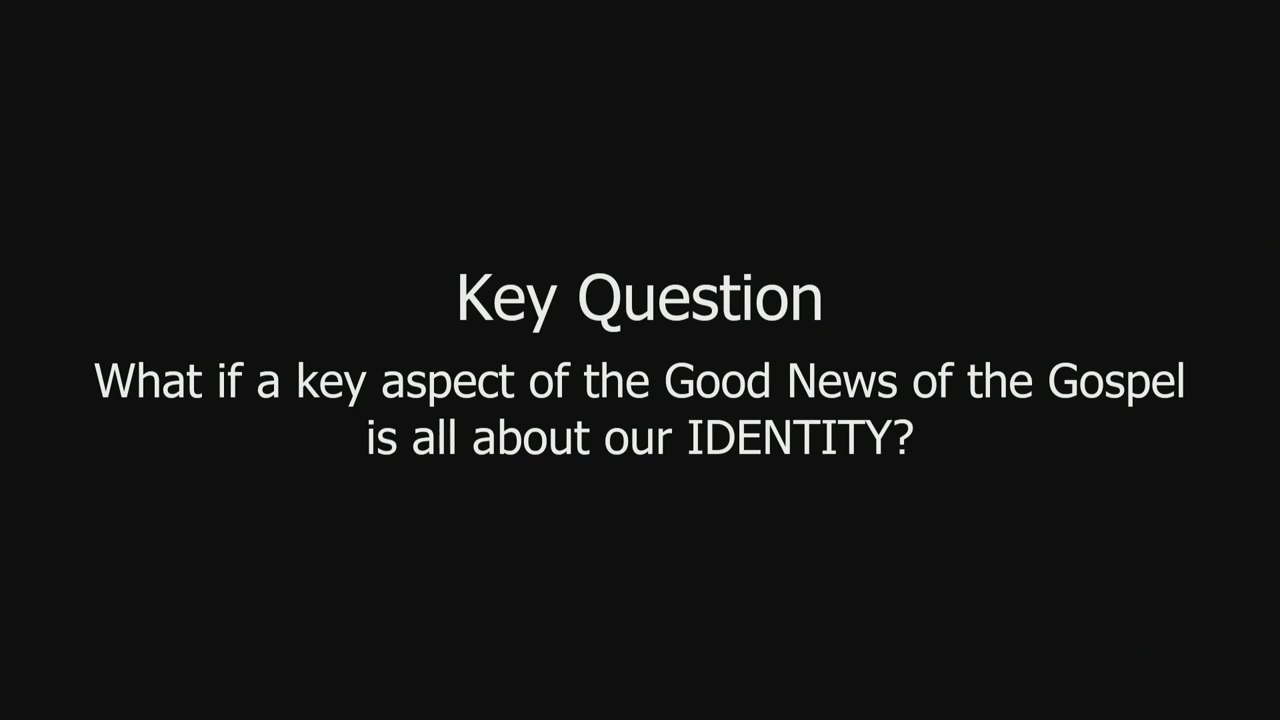 Key Question
What if a key aspect of the Good News of the Gospel
is all about our IDENTITY?